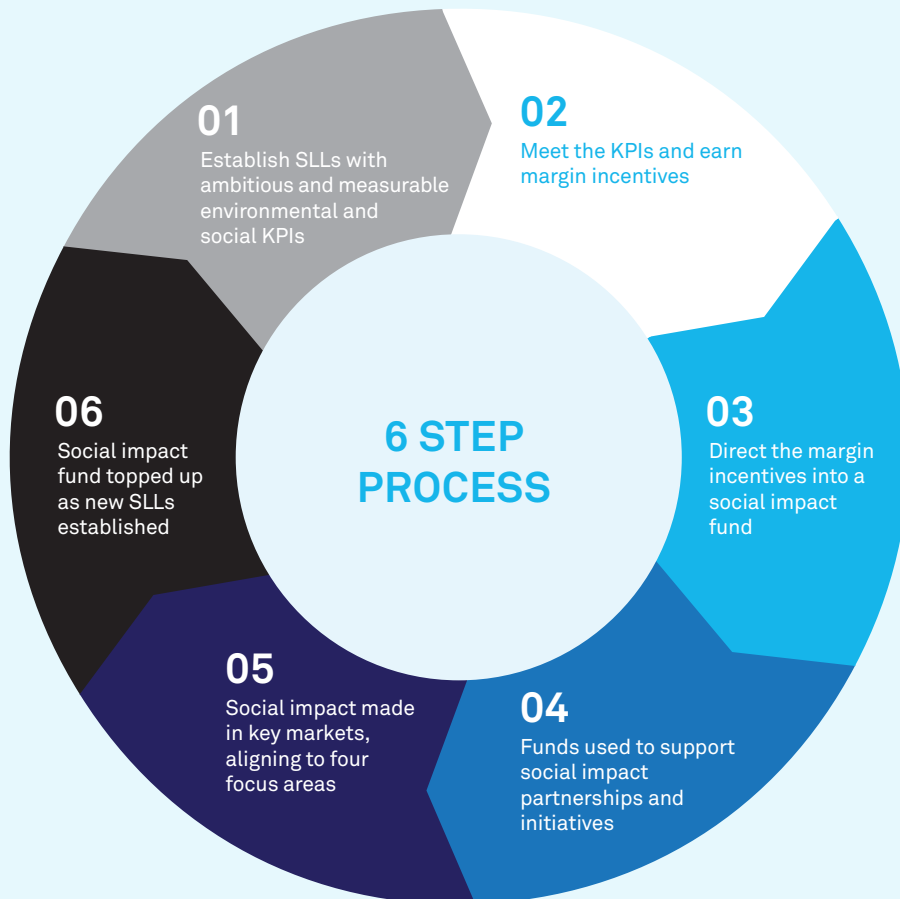 01
Establish SLLs with
ambitious and measurable
environmental and
social KPIs
02
Meet the KPIs and earn
margin incentives
03
Direct the margin
incentives into a
social impact
fund
04
Funds used to support
social impact
partnerships and
initiatives
05
Social impact made
in key markets,
aligning to four
focus areas
06
Social impact
fund topped up
as new SLLs
established
6 STEP
PROCESS